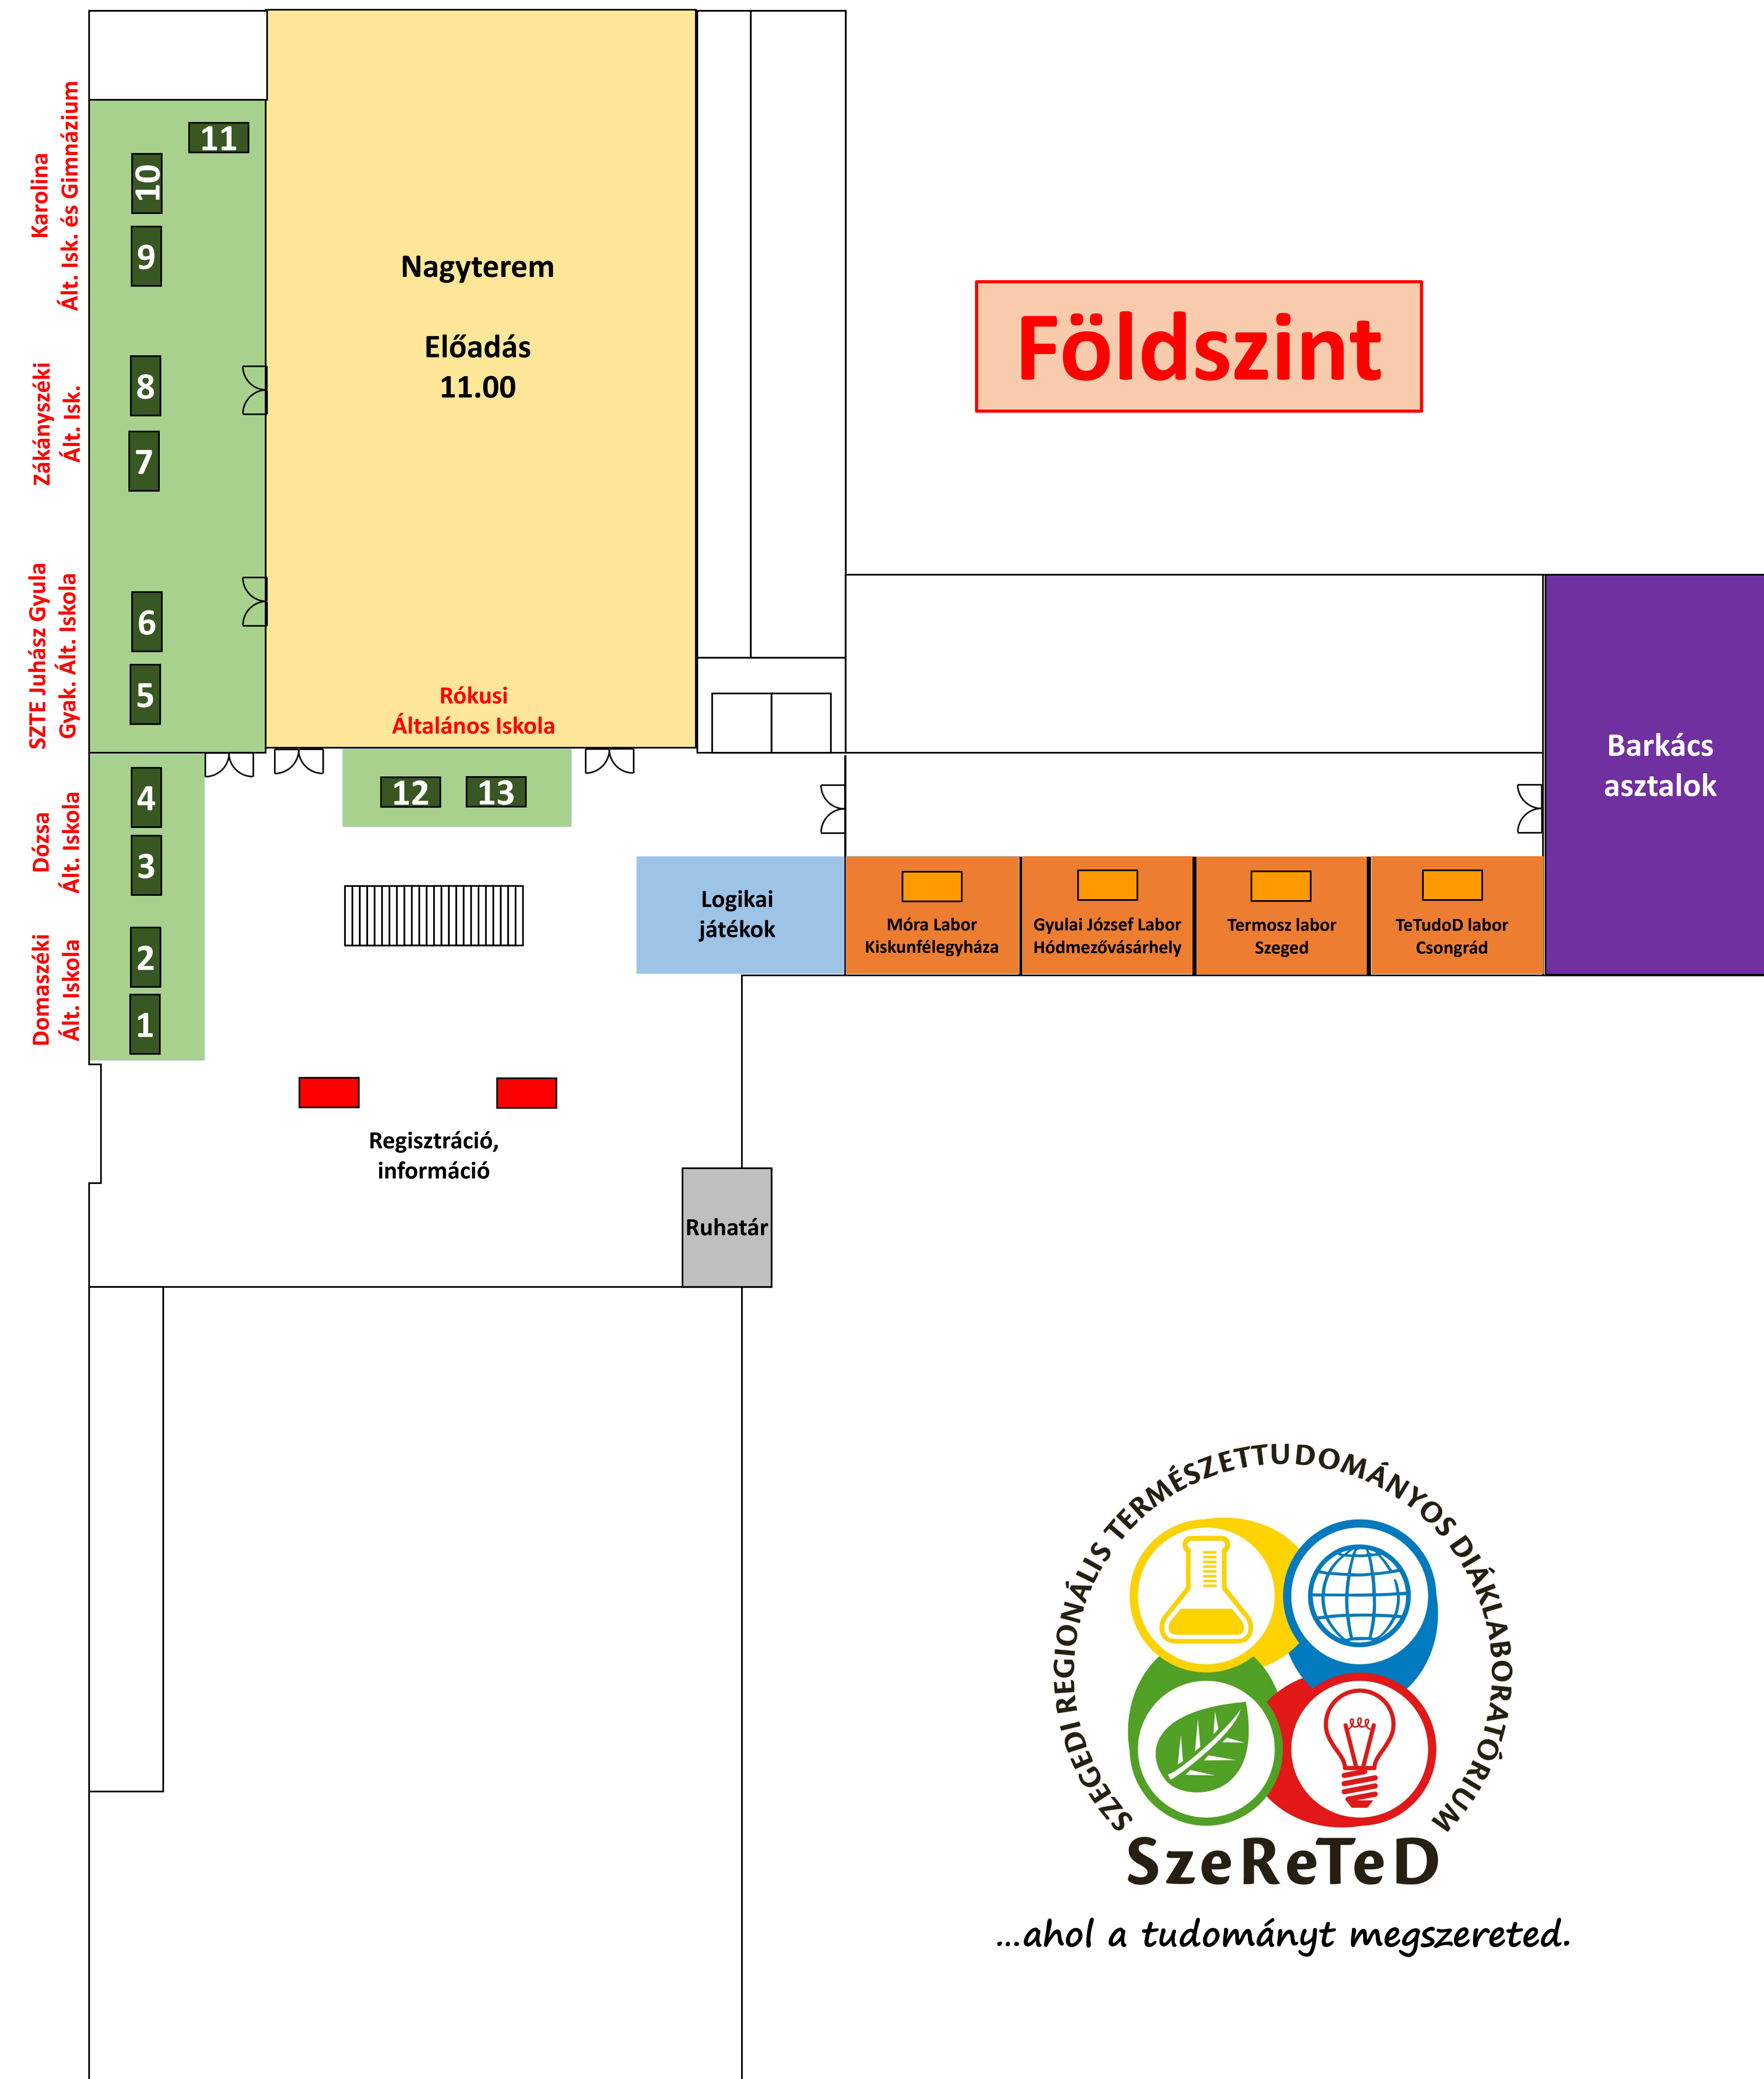 Földszint
Nagyterem
Előadás
11.00
Karolina
Ált. Isk. és Gimnázium
11
10
9
Zákányszéki
Ált. Isk.
8
7
SZTE Juhász Gyula
Gyak. Ált. Iskola
6
5
Rókusi
Általános Iskola
12
13
Dózsa
Ált. Iskola
4
3
Domaszéki
Ált. Iskola
2
1
Logikai
játékok
Móra Labor
Kiskunfélegyháza
Gyulai József Labor
Hódmezővásárhely
Termosz labor
Szeged
TeTudoD labor
Csongrád
Barkács
asztalok
Regisztráció,
információ
Ruhatár
SZEGEDI REGIONÁLIS TERMÉSZETTUDOMÁNYOS DIÁKLABORATÓRIUM
SzeReTeD
...ahol a tudományt megszereted.